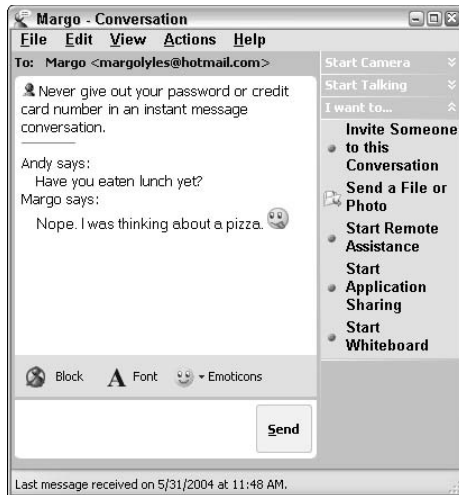 Margo - Conversation
File Edit View Actions Help
To: Margo <margolyles@hotmail.com>
Never give out your password or credit
card number in an instant message
conversation.
Andy says:
Have you eaten lunch yet?
Margo says:
Nope. I was thinking about a pizza.
Block Font Emoticons
Send
Last message received on 5/31/2004 at 11:48 AM.
Start Camera
Start Talking
I want to...
Invite Someone
to this
Conversation
Send a File or
Photo
Start Remote
Assistance
Start
Application
Sharing
Start
Whiteboard